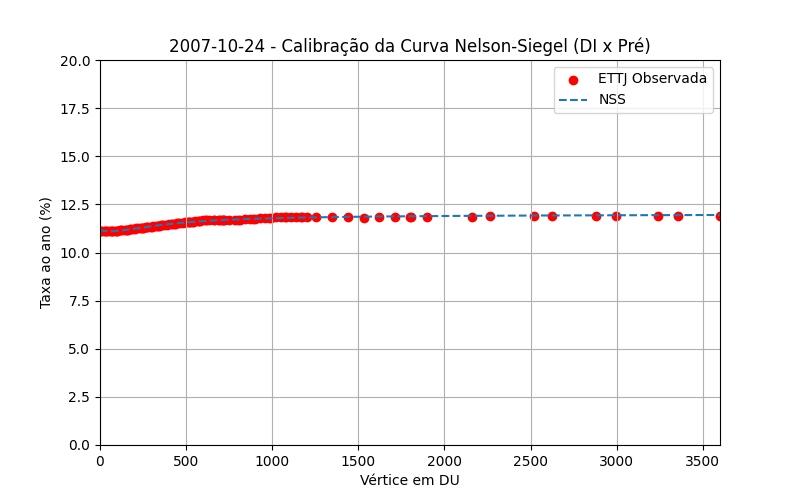 2007-10-24 - Calibração da Curva Nelson-Siegel (DI x Pré)
ETTJ Observada
NSS
Taxa ao ano (%)
20.0
17.5
15.0
12.5
10.0
7.5
5.0
2.5
0.0
0 500 1000 1500 2000 2500 3000 3500
Vértice em DU